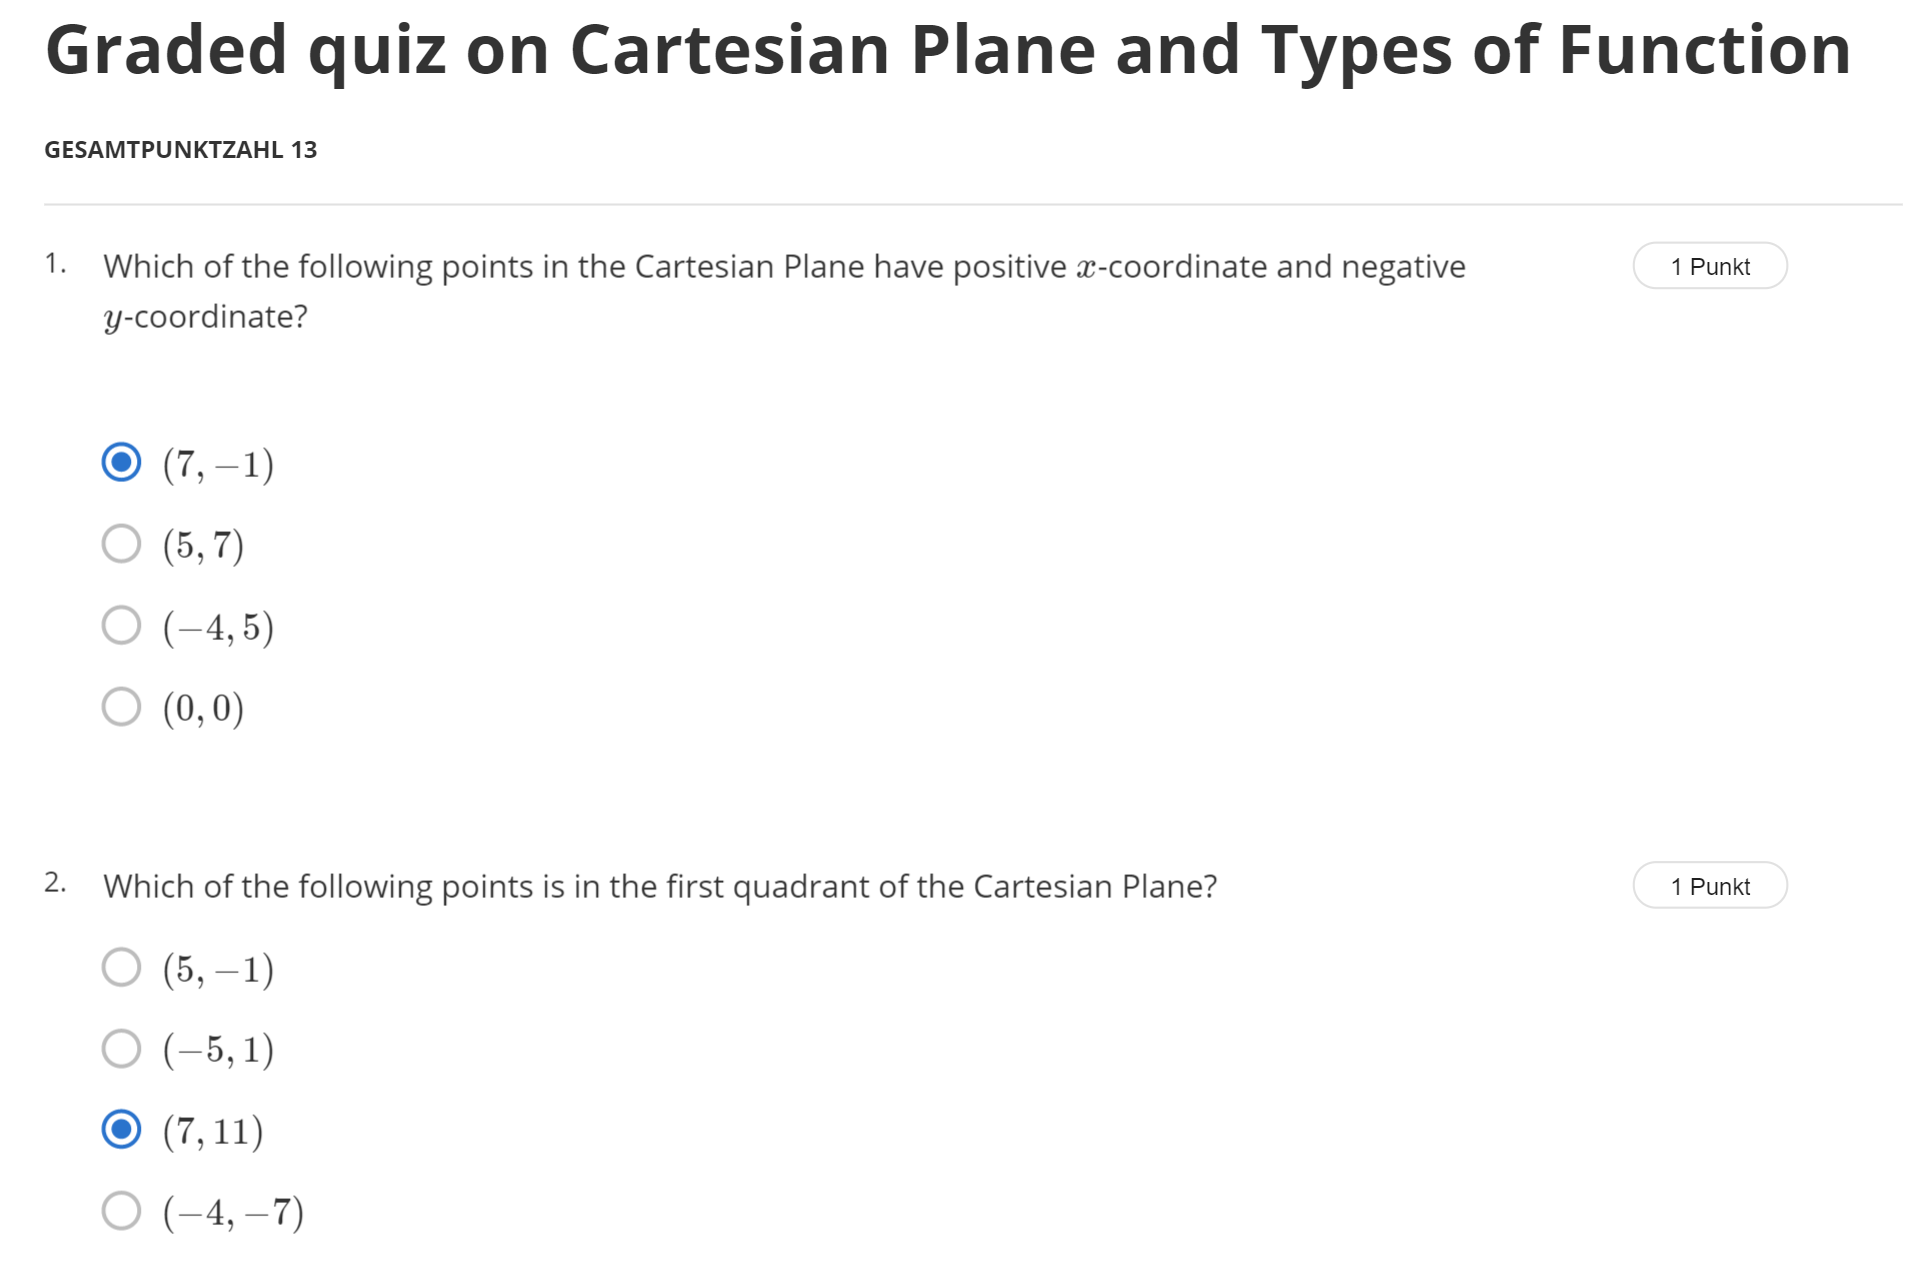 Graded quiz on Cartesian Plane and Types of Function
GESAMTPUNKTZAHL 13
1. Which of the following points in the Cartesian Plane have positive x-coordinate and negative 1 Punkt
y-coordinate?
(7, −1)
(5, 7)
(−4, 5)
(0, 0)
2. Which of the following points is in the first quadrant of the Cartesian Plane? 1 Punkt
(5, −1)
(−5, 1)
(7, 11)
(−4, −7)